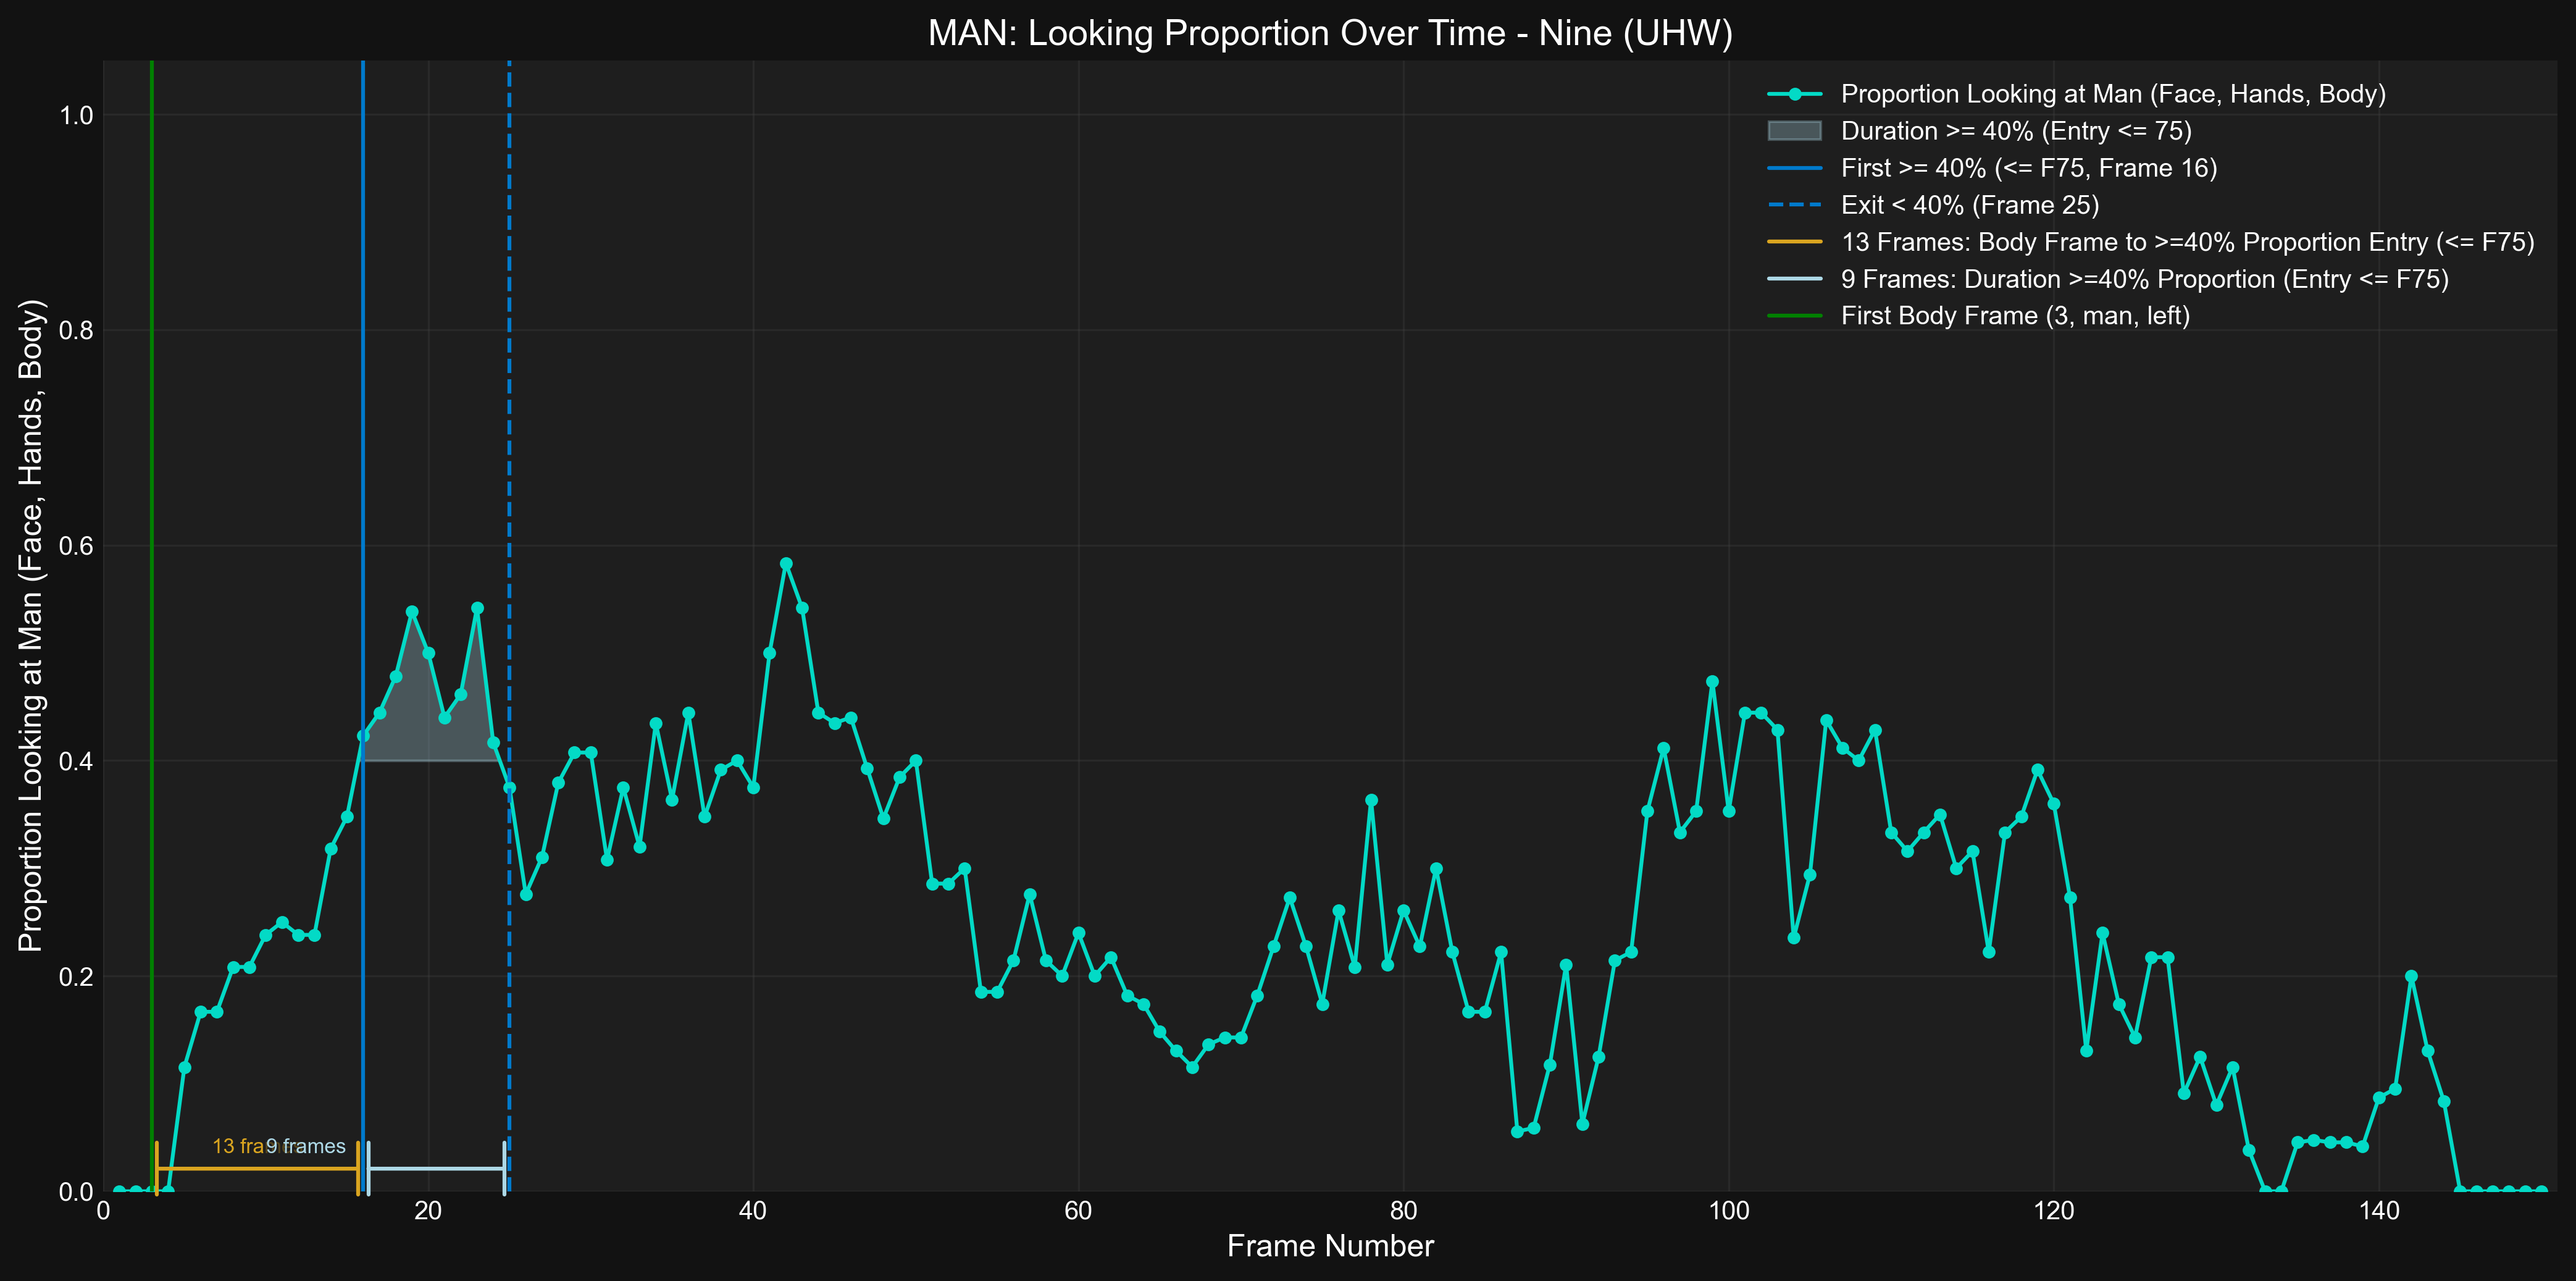 MAN: Looking Proportion Over Time - Nine (UHW)
Proportion Looking at Man (Face, Hands, Body)
Duration >= 40% (Entry <= 75)
First >= 40% (<= F75, Frame 16)
Exit < 40% (Frame 25)
13 Frames: Body Frame to >=40% Proportion Entry (<= F75)
9 Frames: Duration >=40% Proportion (Entry <= F75)
First Body Frame (3, man, left)
Proportion Looking at Man (Face, Hands, Body)
1.0
0.8
0.6
0.4
0.2
0.0
13 fra
9 frames
0 20 40 60 80 100 120 140
Frame Number